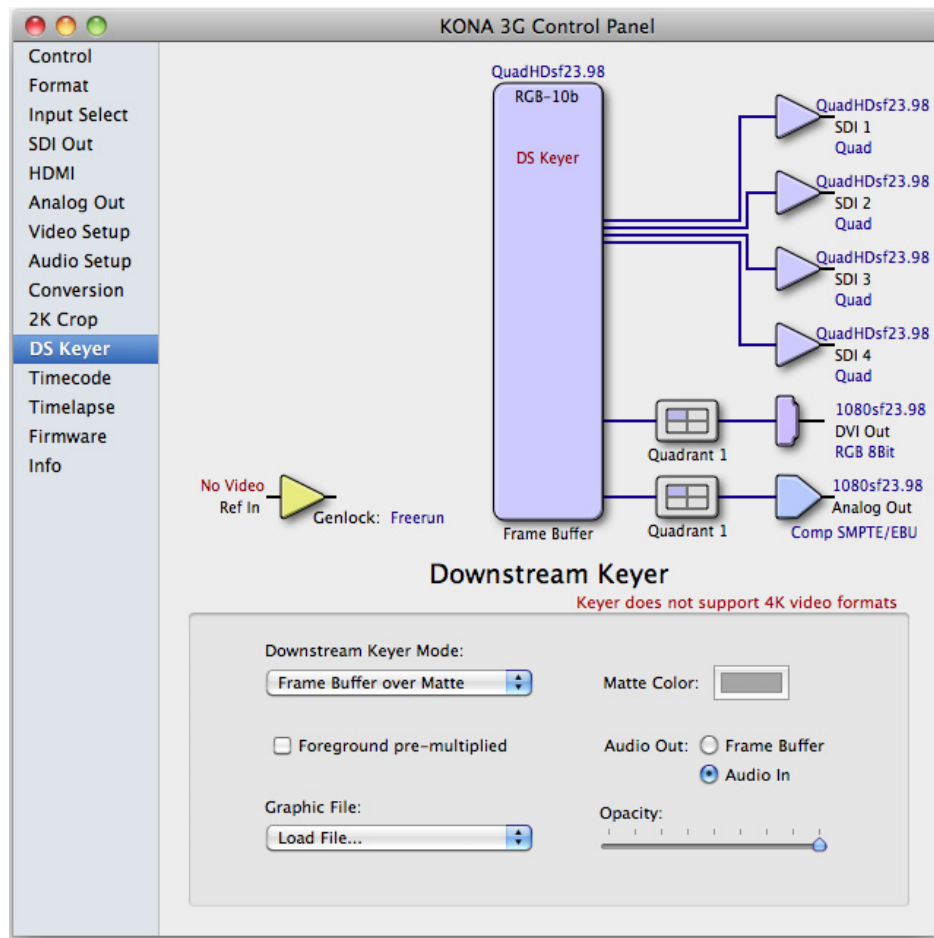 KONA 3G Control Panel
Control
Format
Input Select
SDI Out
HDMI
Analog Out
Video Setup
Audio Setup
Conversion
2K Crop
DS Keyer
Timecode
Timelapse
Firmware
Info
QuadHDsf23.98
RGB-10b
DS Keyer
Frame Buffer
QuadHDsf23.98
SDI 1
Quad
QuadHDsf23.98
SDI 2
Quad
QuadHDsf23.98
SDI 3
Quad
QuadHDsf23.98
SDI 4
Quad
Quadrant 1
1080sf23.98
DVI Out
RGB 8Bit
Quadrant 1
1080sf23.98
Analog Out
Comp SMPTE/EBU
No Video
Ref In
Genlock: Freerun
Downstream Keyer
Keyer does not support 4K video formats
Downstream Keyer Mode:
Frame Buffer over Matte
Matte Color:
Foreground pre-multiplied
Audio Out: Frame Buffer
Audio In
Graphic File:
Load File...
Opacity: